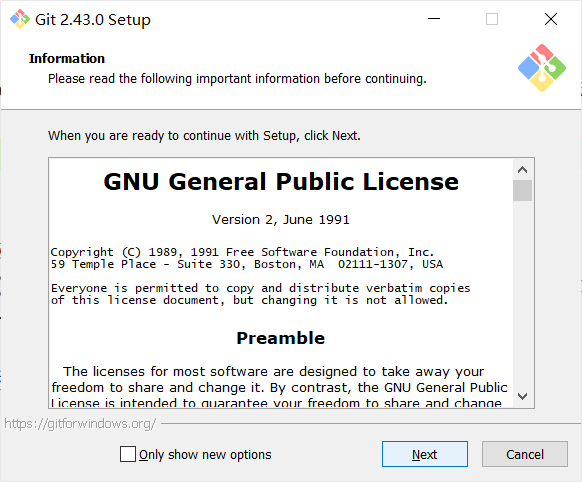 Git 2.43.0 Setup
Information
Please read the following important information before continuing.
When you are ready to continue with Setup, click Next.
GNU General Public License
Version 2, June 1991
Copyright (C) 1989, 1991 Free Software Foundation, Inc.
59 Temple Place - Suite 330, Boston, MA  02111-1307, USA
Everyone is permitted to copy and distribute verbatim copies
of this license document, but changing it is not allowed.
Preamble
The licenses for most software are designed to take away your
freedom to share and change it. By contrast, the GNU General Public
License is intended to guarantee your freedom to share and change
https://gitforwindows.org/
Only show new options
Next
Cancel